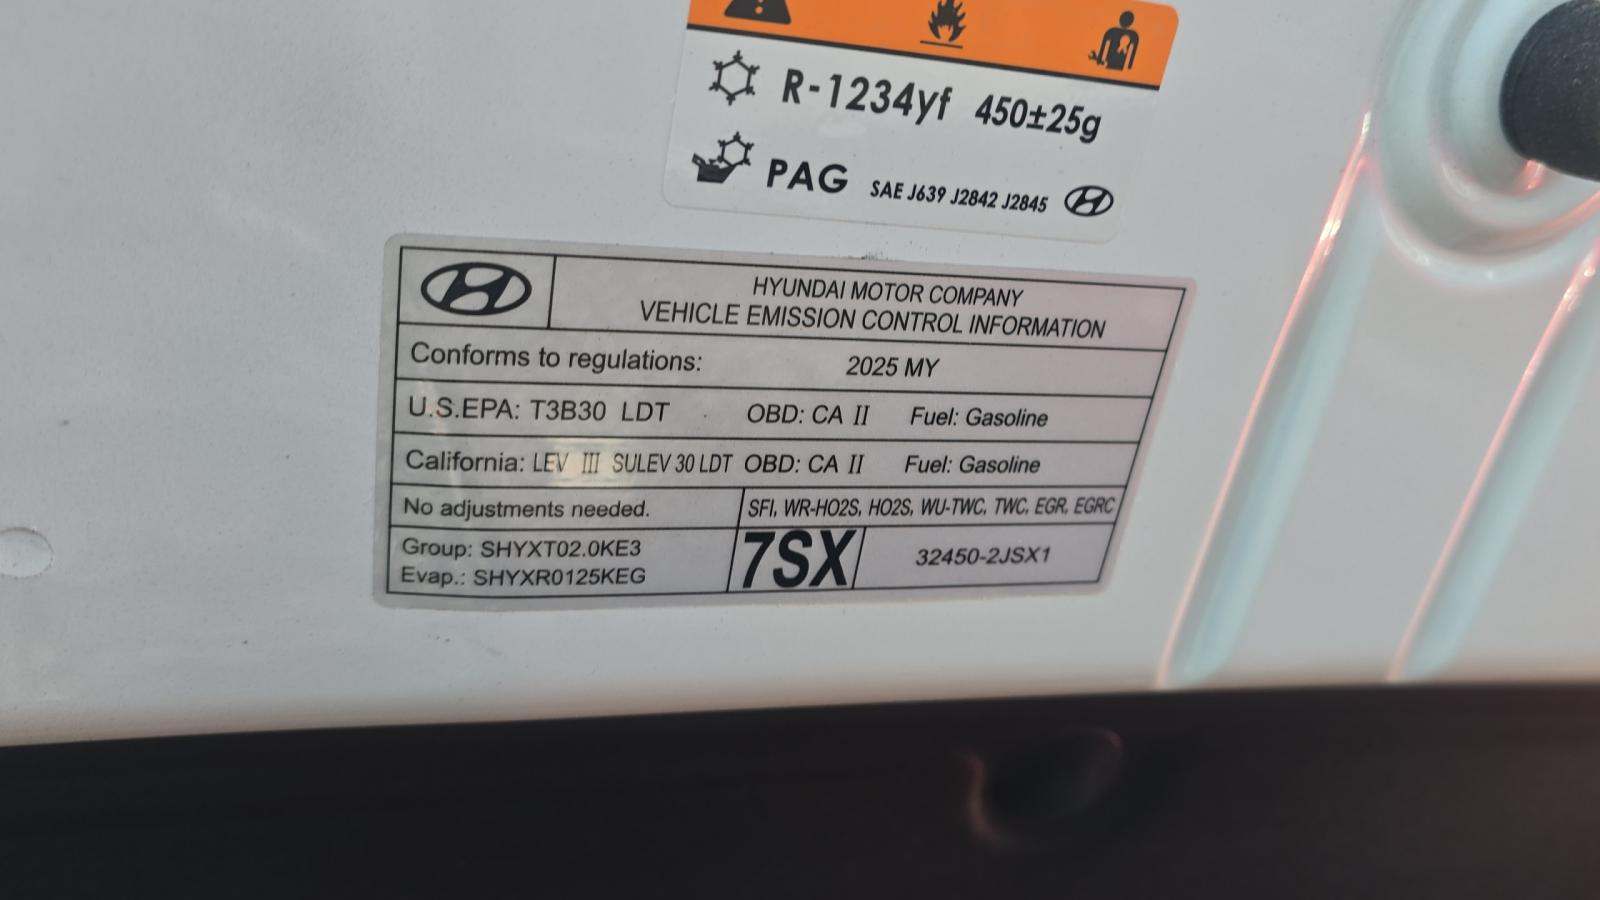 R-1234yf 450±25g
PAG SAE J639 J2842 J2845
HYUNDAI MOTOR COMPANY
VEHICLE EMISSION CONTROL INFORMATION
Conforms to regulations: 2025 MY
U.S.EPA: T3B30 LDT OBD: CA II Fuel: Gasoline
California: LEV III SULEV 30 LDT OBD: CA II Fuel: Gasoline
No adjustments needed. SFI, WR-HO2S, HO2S, WU-TWC, TWC, EGR, EGRC
Group: SHYXT02.0KE3
Evap.: SHYXR0125KEG
7SX
32450-2JSX1